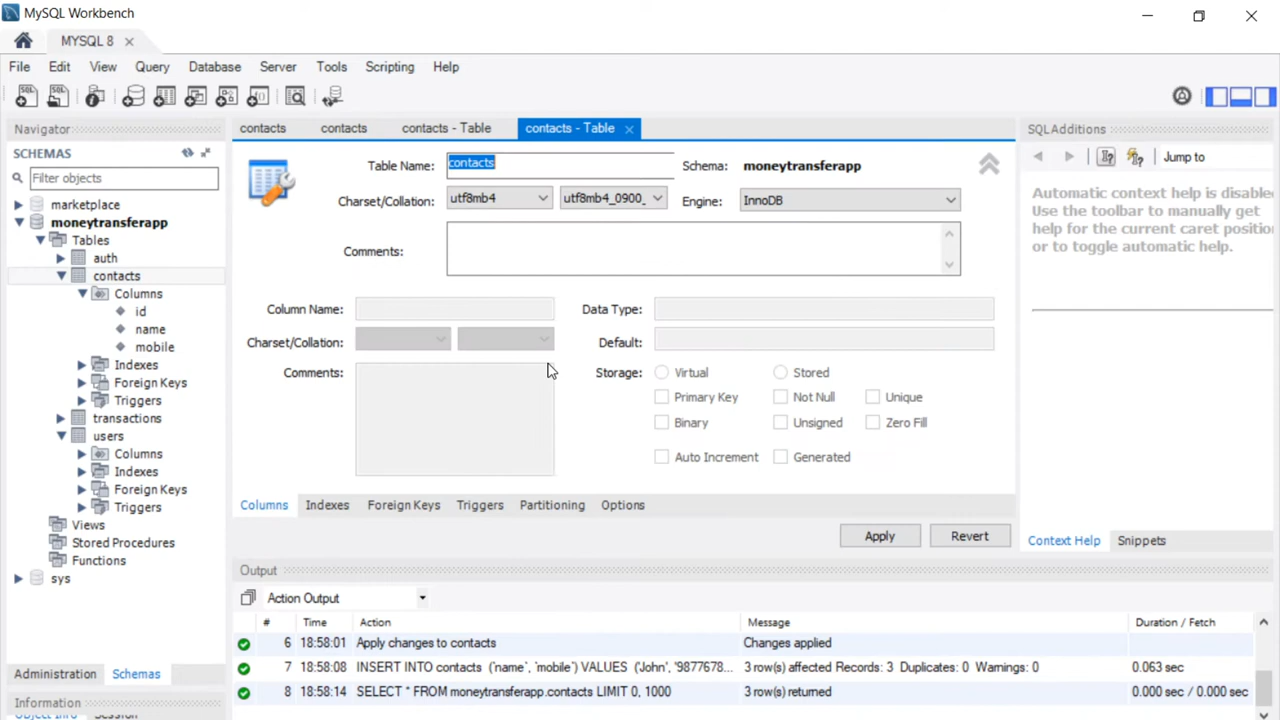 MySQL Workbench
MYSQL 8
File Edit View Query Database Server Tools Scripting Help
Navigator
SCHEMAS
Filter objects
marketplace
moneytransferapp
Tables
auth
contacts
Columns
id
name
mobile
Indexes
Foreign Keys
Triggers
transactions
users
Columns
Indexes
Foreign Keys
Triggers
Views
Stored Procedures
Functions
sys
Administration Schemas
Information
Object Info Session
contacts contacts contacts - Table contacts - Table
Table Name: contacts Schema: moneytransferapp
Charset/Collation: utf8mb4 utf8mb4_0900_ Engine: InnoDB
Comments:
Column Name: Data Type:
Charset/Collation: Default:
Comments: Storage: Virtual Stored
Primary Key Not Null Unique
Binary Unsigned Zero Fill
Auto Increment Generated
Columns Indexes Foreign Keys Triggers Partitioning Options
Apply Revert
SQLAdditions
Jump to
Automatic context help is disable
Use the toolbar to manually get
help for the current caret positio
or to toggle automatic help.
Context Help Snippets
Output
Action Output
# Time Action Message Duration / Fetch
6 18:58:01 Apply changes to contacts Changes applied
7 18:58:08 INSERT INTO contacts (`name`, `mobile`) VALUES ('John', '9877678... 3 row(s) affected Records: 3 Duplicates: 0 Warnings: 0 0.063 sec
8 18:58:14 SELECT * FROM moneytransferapp.contacts LIMIT 0, 1000 3 row(s) returned 0.000 sec / 0.000 sec